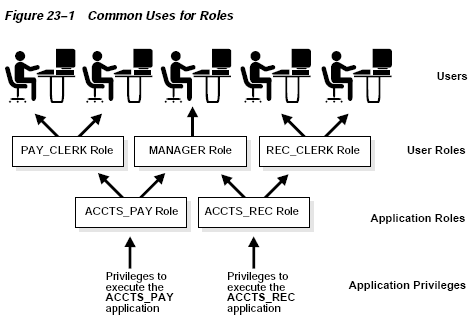 Figure 23–1 Common Uses for Roles
Users
PAY_CLERK Role
MANAGER Role
REC_CLERK Role
User Roles
ACCTS_PAY Role
ACCTS_REC Role
Application Roles
Privileges to
execute the
ACCTS_PAY
application
Privileges to
execute the
ACCTS_REC
application
Application Privileges